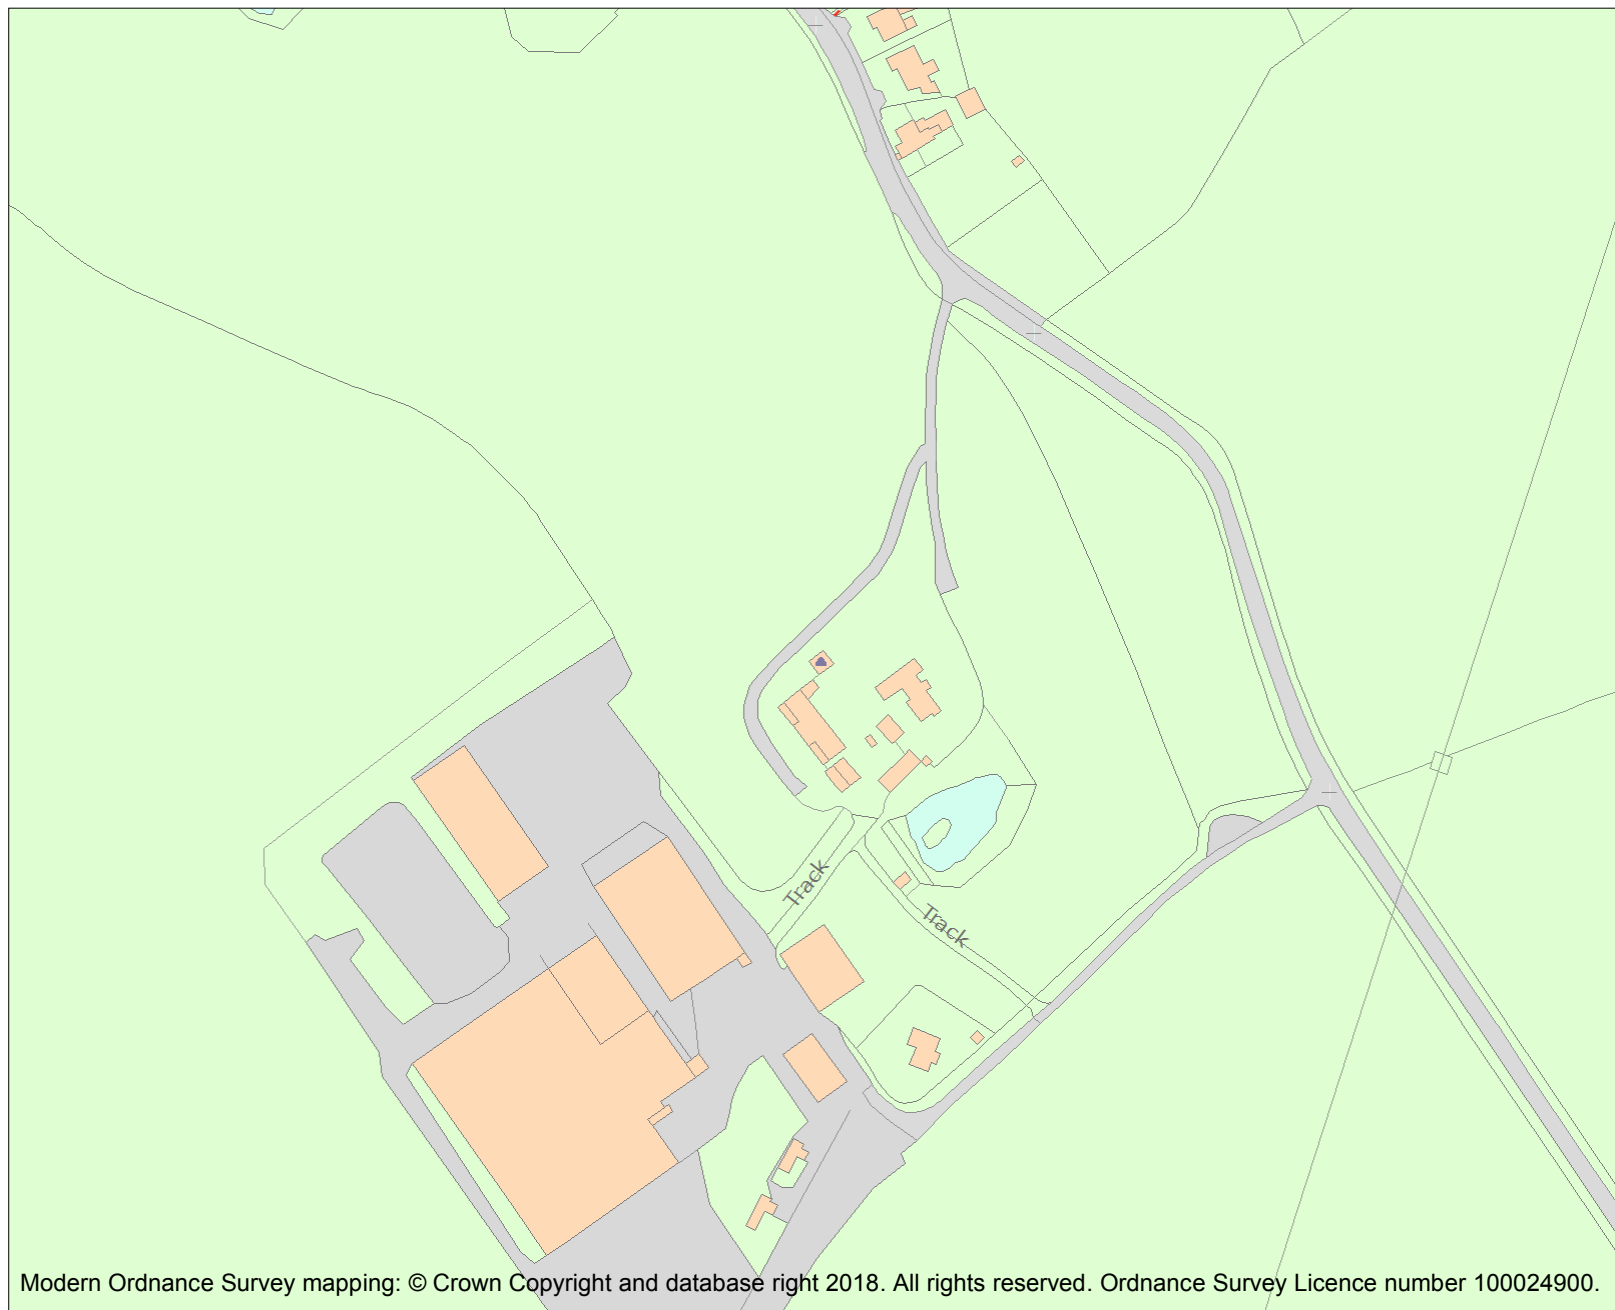 Track
Track
Modern Ordnance Survey mapping: © Crown Copyright and database right 2018. All rights reserved. Ordnance Survey Licence number 100024900.